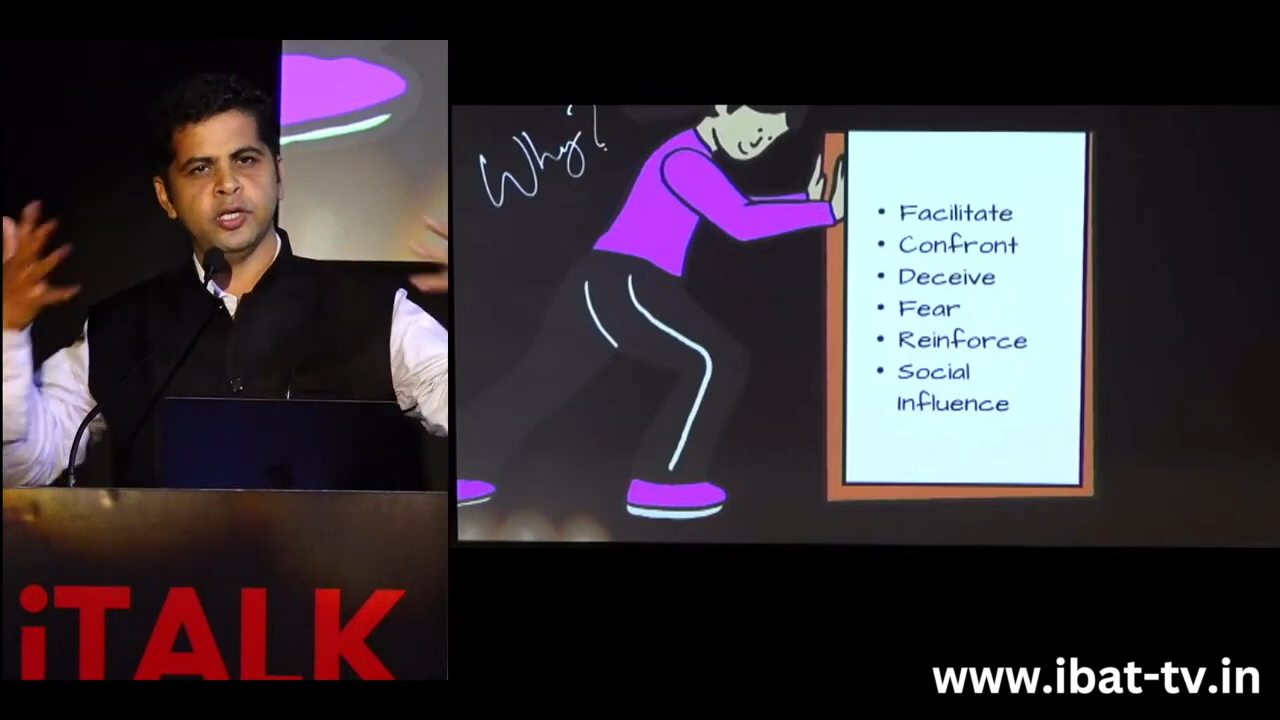 Why?
• Facilitate
• Confront
• Deceive
• Fear
• Reinforce
• Social
Influence
iTALK
www.ibat-tv.in